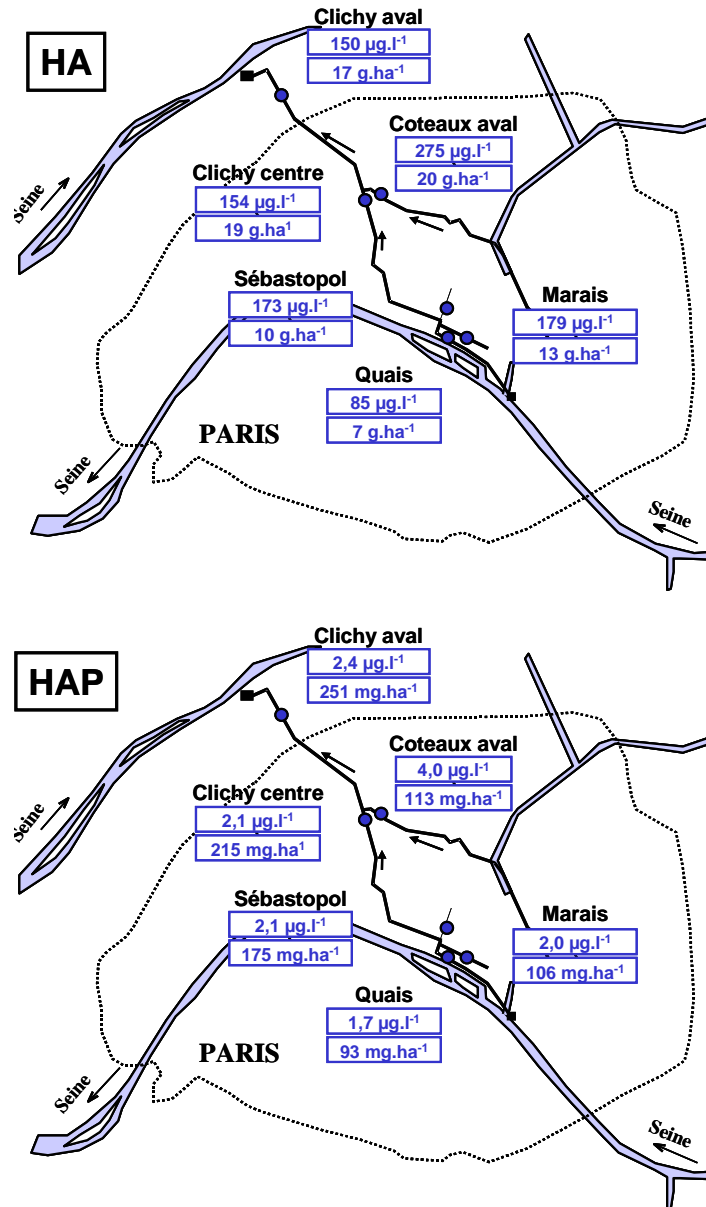 Clichy aval
HA
150 µg.l-1
17 g.ha-1
Coteaux aval
275 µg.l-1
20 g.ha-1
Clichy centre
154 µg.l-1
19 g.ha1
Seine
Sébastopol
173 µg.l-1
10 g.ha-1
Marais
179 µg.l-1
13 g.ha-1
Quais
85 µg.l-1
7 g.ha-1
PARIS
Seine
Seine
Clichy aval
HAP
2,4 µg.l-1
251 mg.ha-1
Coteaux aval
4,0 µg.l-1
113 mg.ha-1
Clichy centre
2,1 µg.l-1
215 mg.ha1
Seine
Sébastopol
2,1 µg.l-1
175 mg.ha-1
Marais
2,0 µg.l-1
106 mg.ha-1
Quais
1,7 µg.l-1
93 mg.ha-1
PARIS
Seine
Seine